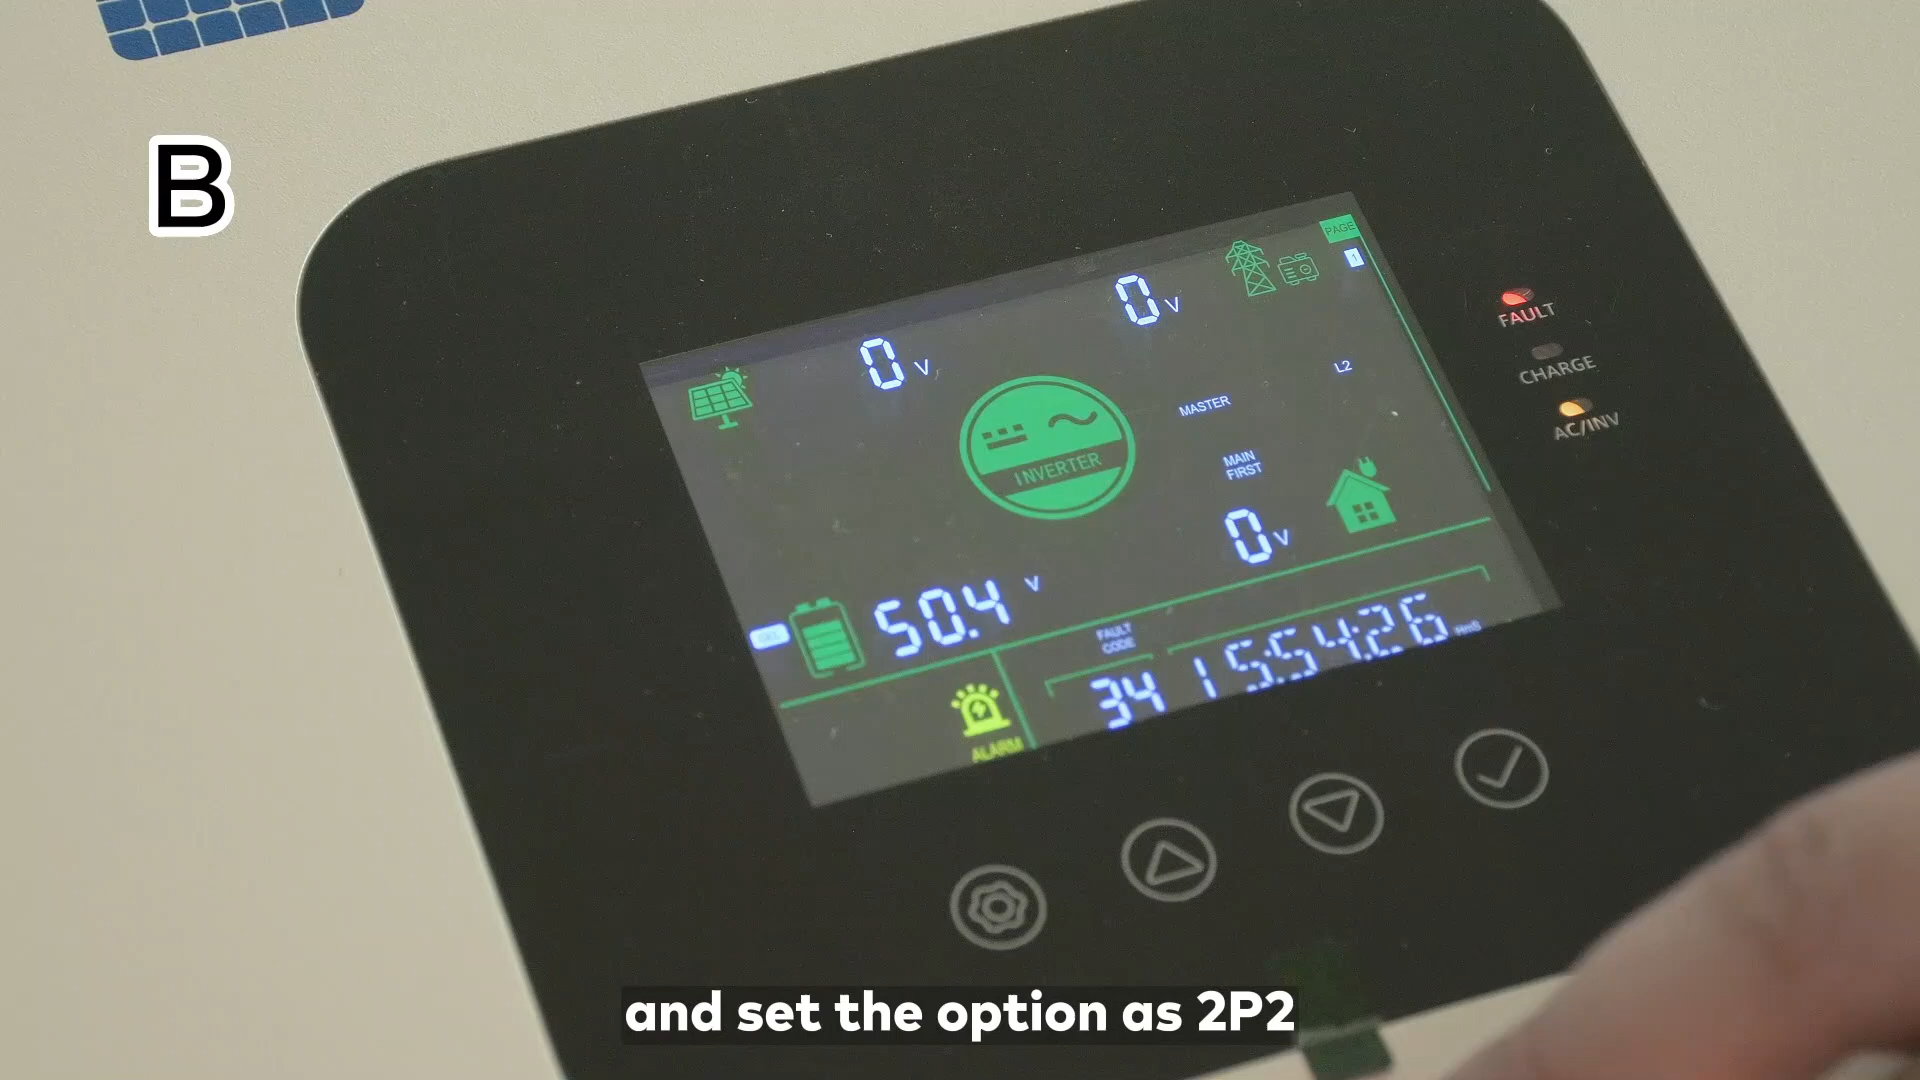 B
PAGE
1
0 V
0 V
L2
MASTER
INVERTER
MAIN
FIRST
0 V
50.4 V
FAULT
CODE
34
15:54:26
HmS
ALARM
FAULT
CHARGE
AC/INV
and set the option as 2P2